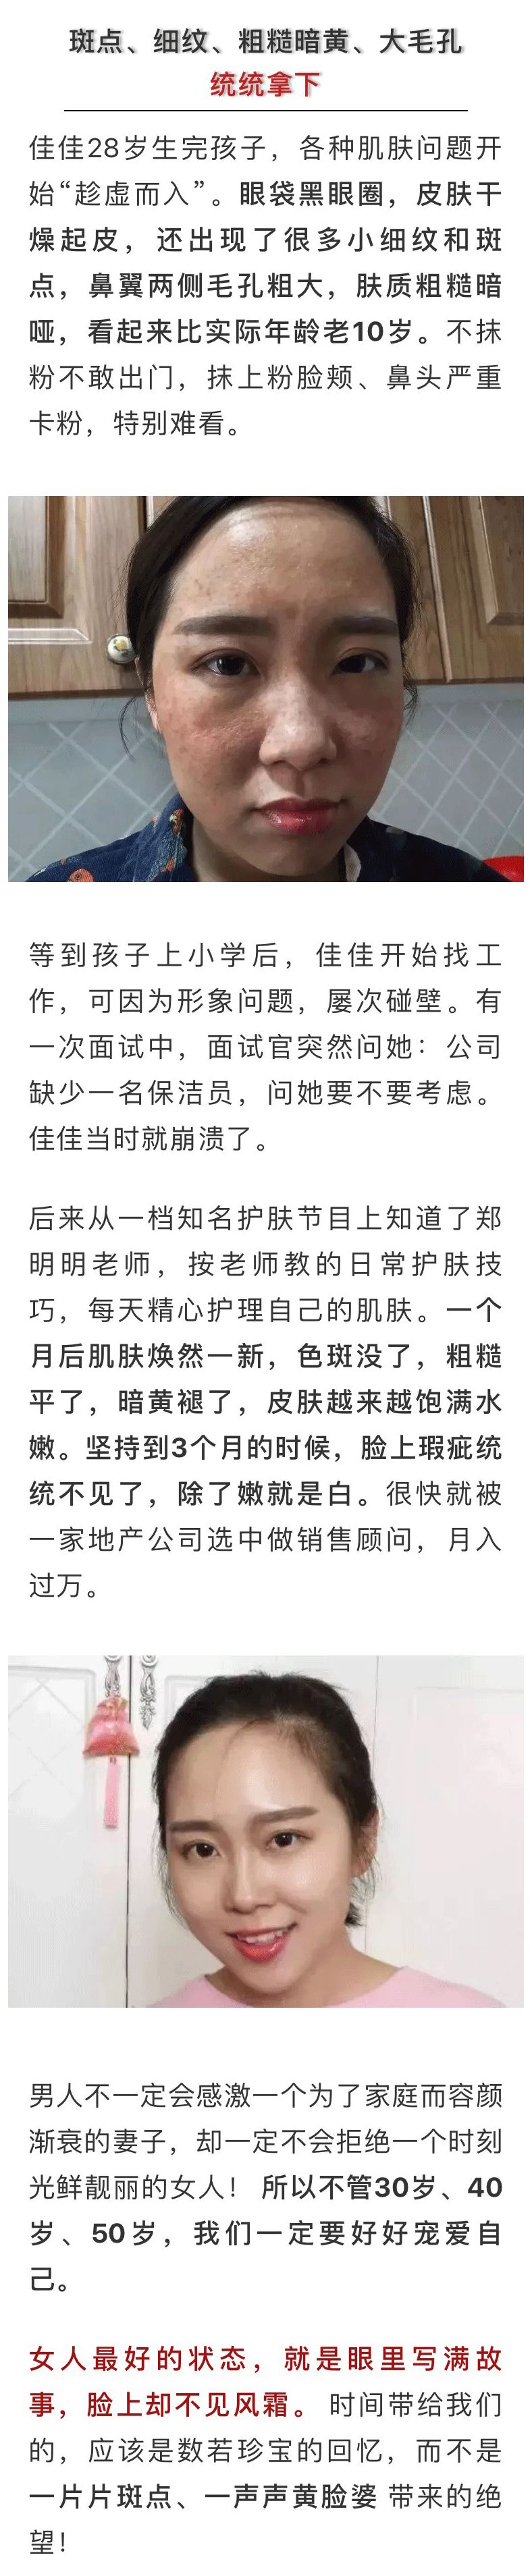 斑点、细纹、粗糙暗黄、大毛孔
统统拿下
佳佳28岁生完孩子，各种肌肤问题开
始“趁虚而入”。眼袋黑眼圈，皮肤干
燥起皮，还出现了很多小细纹和斑
点，鼻翼两侧毛孔粗大，肤质粗糙暗
哑，看起来比实际年龄老10岁。不抹
粉不敢出门，抹上粉脸颊、鼻头严重
卡粉，特别难看。
等到孩子上小学后，佳佳开始找工
作，可因为形象问题，屡次碰壁。有
一次面试中，面试官突然问她：公司
缺少一名保洁员，问她要不要考虑。
佳佳当时就崩溃了。
后来从一档知名护肤节目上知道了郑
明明老师，按老师教的日常护肤技
巧，每天精心护理自己的肌肤。一个
月后肌肤焕然一新，色斑没了，粗糙
平了，暗黄褪了，皮肤越来越饱满水
嫩。坚持到3个月的时候，脸上瑕疵统
统不见了，除了嫩就是白。很快就被
一家地产公司选中做销售顾问，月入
过万。
男人不一定会感激一个为了家庭而容颜
渐衰的妻子，却一定不会拒绝一个时刻
光鲜靓丽的女人！所以不管30岁、40
岁、50岁，我们一定要好好宠爱自
己。
女人最好的状态，就是眼里写满故
事，脸上却不见风霜。时间带给我们
的，应该是数若珍宝的回忆，而不是
一片片斑点、一声声黄脸婆 带来的绝
望！